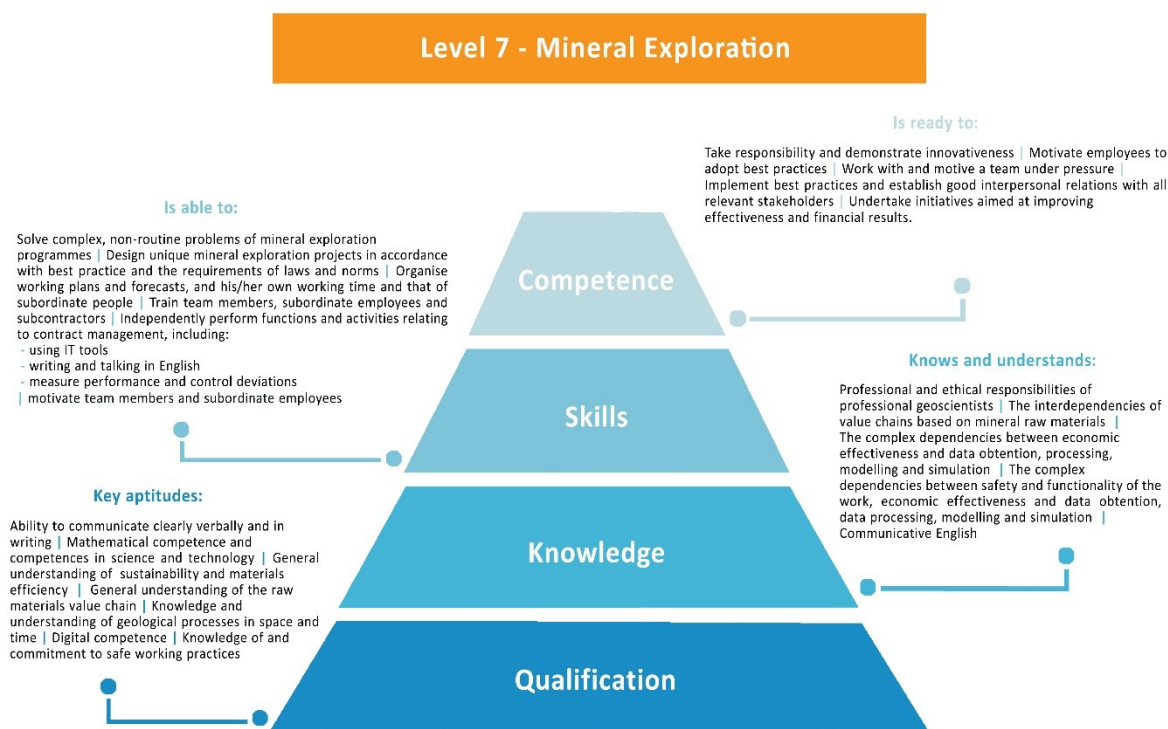 Level 7 - Mineral Exploration
Is ready to:
Take responsibility and demonstrate innovativeness | Motivate employees to
adopt best practices | Work with and motive a team under pressure |
Implement best practices and establish good interpersonal relations with all
relevant stakeholders | Undertake initiatives aimed at improving
effectiveness and financial results.
Is able to:
Solve complex, non-routine problems of mineral exploration
programmes | Design unique mineral exploration projects in accordance
with best practice and the requirements of laws and norms | Organise
working plans and forecasts, and his/her own working time and that of
subordinate people | Train team members, subordinate employees and
subcontractors | Independently perform functions and activities relating
to contract management, including:
- using IT tools
- writing and talking in English
- measure performance and control deviations
| motivate team members and subordinate employees
Competence
Knows and understands:
Professional and ethical responsibilities of
professional geoscientists | The interdependencies of
value chains based on mineral raw materials |
The complex dependencies between economic
effectiveness and data obtention, processing,
modelling and simulation | The complex
dependencies between safety and functionality of the
work, economic effectiveness and data obtention,
data processing, modelling and simulation |
Communicative English
Skills
Key aptitudes:
Ability to communicate clearly verbally and in
writing | Mathematical competence and
competences in science and technology | General
understanding of sustainability and materials
efficiency | General understanding of the raw
materials value chain | Knowledge and
understanding of geological processes in space and
time | Digital competence | Knowledge of and
commitment to safe working practices
Knowledge
Qualification